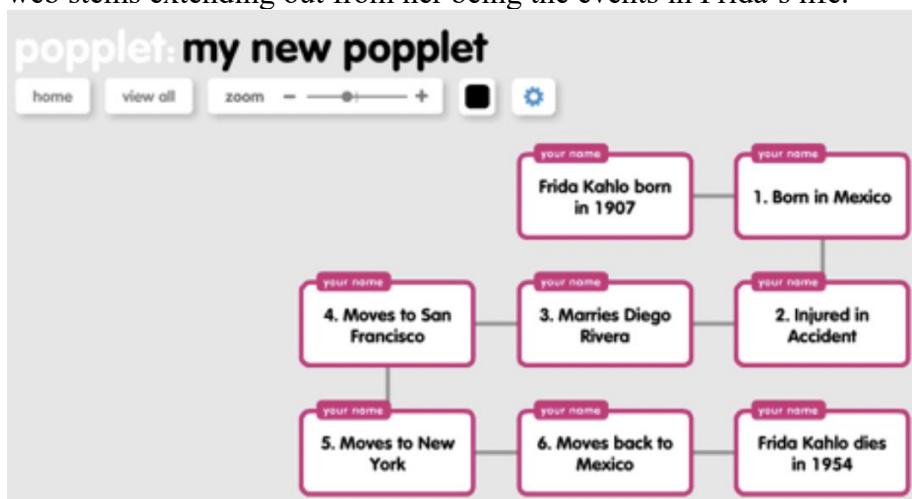 web stems extending out from her being the events in Frida's life.
popplet: my new popplet
home view all zoom - +
your name
Frida Kahlo born
in 1907
your name
1. Born in Mexico
your name
4. Moves to San
Francisco
your name
3. Marries Diego
Rivera
your name
2. Injured in
Accident
your name
5. Moves to New
York
your name
6. Moves back to
Mexico
your name
Frida Kahlo dies
in 1954